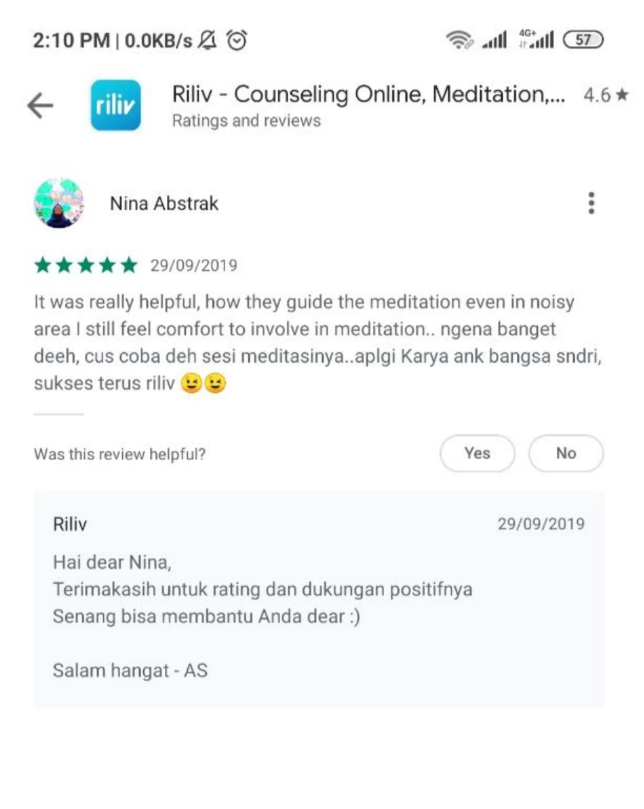 2:10 PM | 0.0KB/s 4G+ 57
riliv
Riliv - Counseling Online, Meditation,... 4.6 ★
Ratings and reviews
Nina Abstrak
★★★★★ 29/09/2019
It was really helpful, how they guide the meditation even in noisy
area I still feel comfort to involve in meditation.. ngena banget
deeh, cus coba deh sesi meditasinya..aplgi Karya ank bangsa sndri,
sukses terus riliv 😉😉
Was this review helpful? Yes No
Riliv 29/09/2019
Hai dear Nina,
Terimakasih untuk rating dan dukungan positifnya
Senang bisa membantu Anda dear :)
Salam hangat - AS